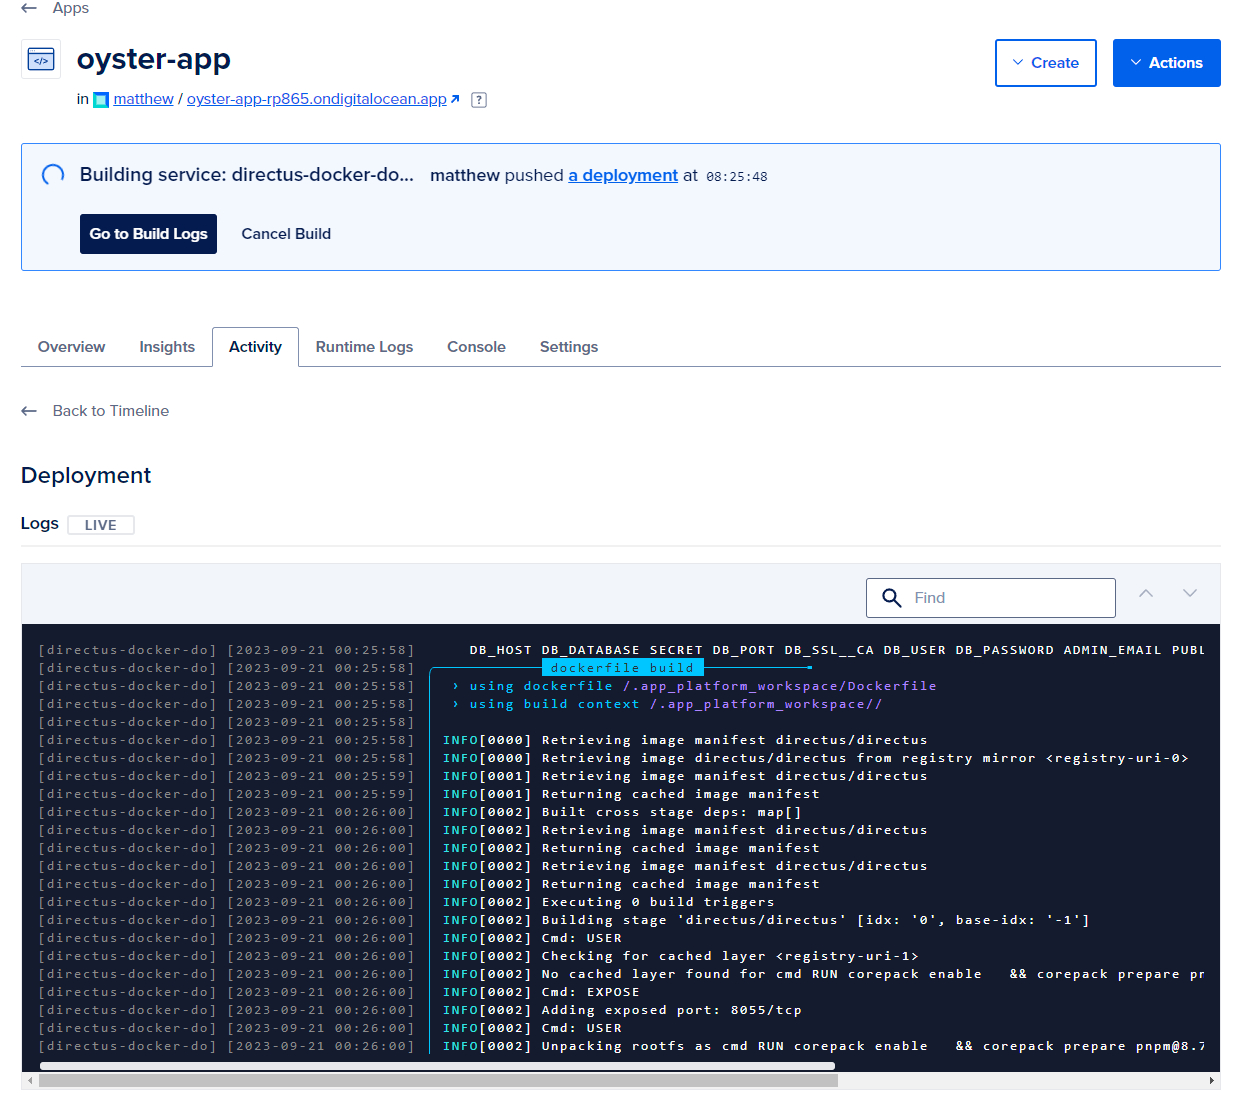 ← Apps
oyster-app
in matthew / oyster-app-rp865.ondigitalocean.app ?
Create
Actions
Building service: directus-docker-do... matthew pushed a deployment at 08:25:48
Go to Build Logs Cancel Build
Overview Insights Activity Runtime Logs Console Settings
← Back to Timeline
Deployment
Logs LIVE
Find
[directus-docker-do] [2023-09-21 00:25:58] DB_HOST DB_DATABASE SECRET DB_PORT DB_SSL__CA DB_USER DB_PASSWORD ADMIN_EMAIL PUBL
[directus-docker-do] [2023-09-21 00:25:58] dockerfile build
[directus-docker-do] [2023-09-21 00:25:58] › using dockerfile /.app_platform_workspace/Dockerfile
[directus-docker-do] [2023-09-21 00:25:58] › using build context /.app_platform_workspace//
[directus-docker-do] [2023-09-21 00:25:58]
[directus-docker-do] [2023-09-21 00:25:58] INFO[0000] Retrieving image manifest directus/directus
[directus-docker-do] [2023-09-21 00:25:58] INFO[0000] Retrieving image directus/directus from registry mirror <registry-uri-0>
[directus-docker-do] [2023-09-21 00:25:59] INFO[0001] Retrieving image manifest directus/directus
[directus-docker-do] [2023-09-21 00:25:59] INFO[0001] Returning cached image manifest
[directus-docker-do] [2023-09-21 00:26:00] INFO[0002] Built cross stage deps: map[]
[directus-docker-do] [2023-09-21 00:26:00] INFO[0002] Retrieving image manifest directus/directus
[directus-docker-do] [2023-09-21 00:26:00] INFO[0002] Returning cached image manifest
[directus-docker-do] [2023-09-21 00:26:00] INFO[0002] Retrieving image manifest directus/directus
[directus-docker-do] [2023-09-21 00:26:00] INFO[0002] Returning cached image manifest
[directus-docker-do] [2023-09-21 00:26:00] INFO[0002] Executing 0 build triggers
[directus-docker-do] [2023-09-21 00:26:00] INFO[0002] Building stage 'directus/directus' [idx: '0', base-idx: '-1']
[directus-docker-do] [2023-09-21 00:26:00] INFO[0002] Cmd: USER
[directus-docker-do] [2023-09-21 00:26:00] INFO[0002] Checking for cached layer <registry-uri-1>
[directus-docker-do] [2023-09-21 00:26:00] INFO[0002] No cached layer found for cmd RUN corepack enable && corepack prepare pn
[directus-docker-do] [2023-09-21 00:26:00] INFO[0002] Cmd: EXPOSE
[directus-docker-do] [2023-09-21 00:26:00] INFO[0002] Adding exposed port: 8055/tcp
[directus-docker-do] [2023-09-21 00:26:00] INFO[0002] Cmd: USER
[directus-docker-do] [2023-09-21 00:26:00] INFO[0002] Unpacking rootfs as cmd RUN corepack enable && corepack prepare pnpm@8.7